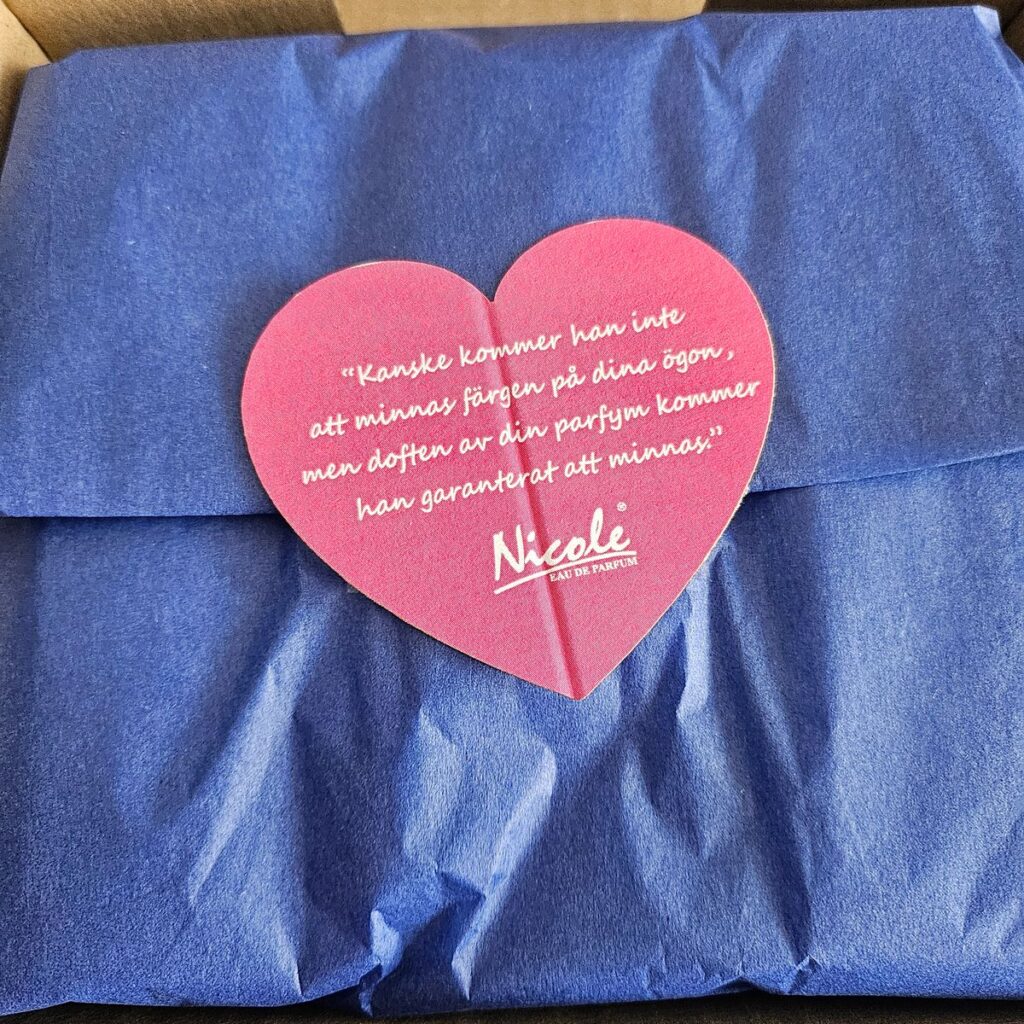 “Kanske kommer han inte
att minnas färgen på dina ögon,
men doften av din parfym kommer
han garanterat att minnas.”
Nicole®
EAU DE PARFUM